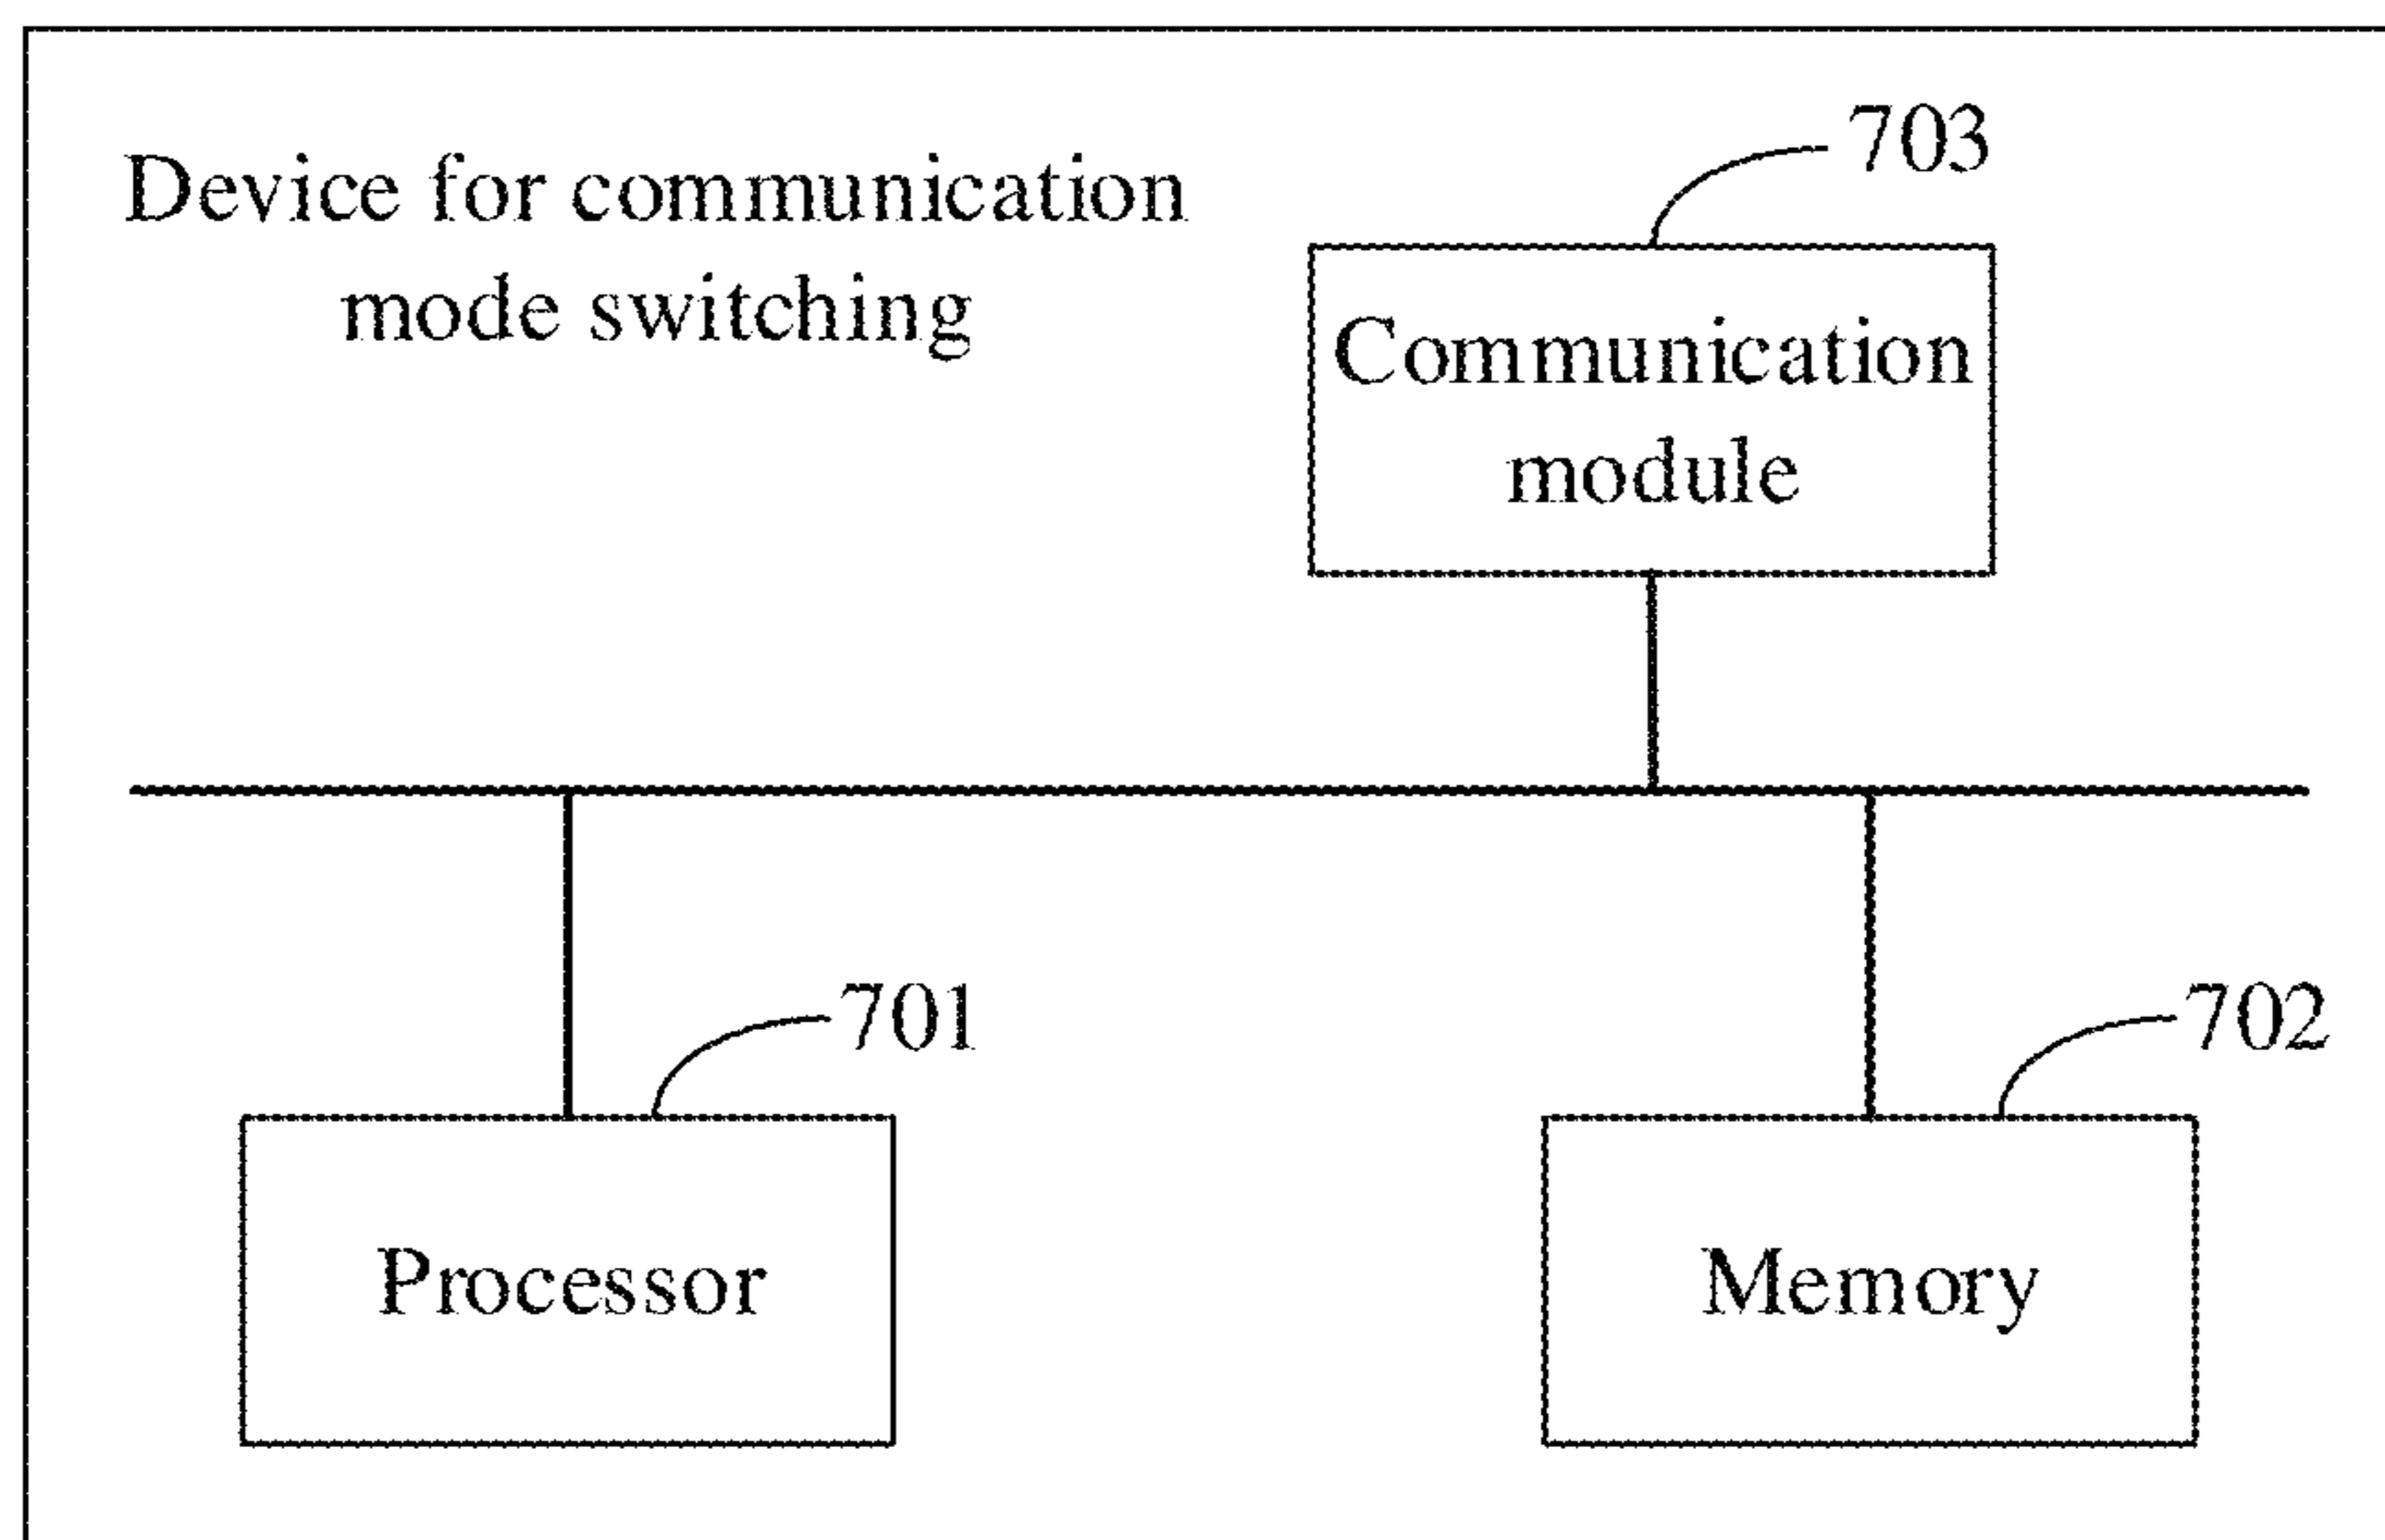 Device for communication
mode switching
703
Communication
module
701
Processor
702
Memory